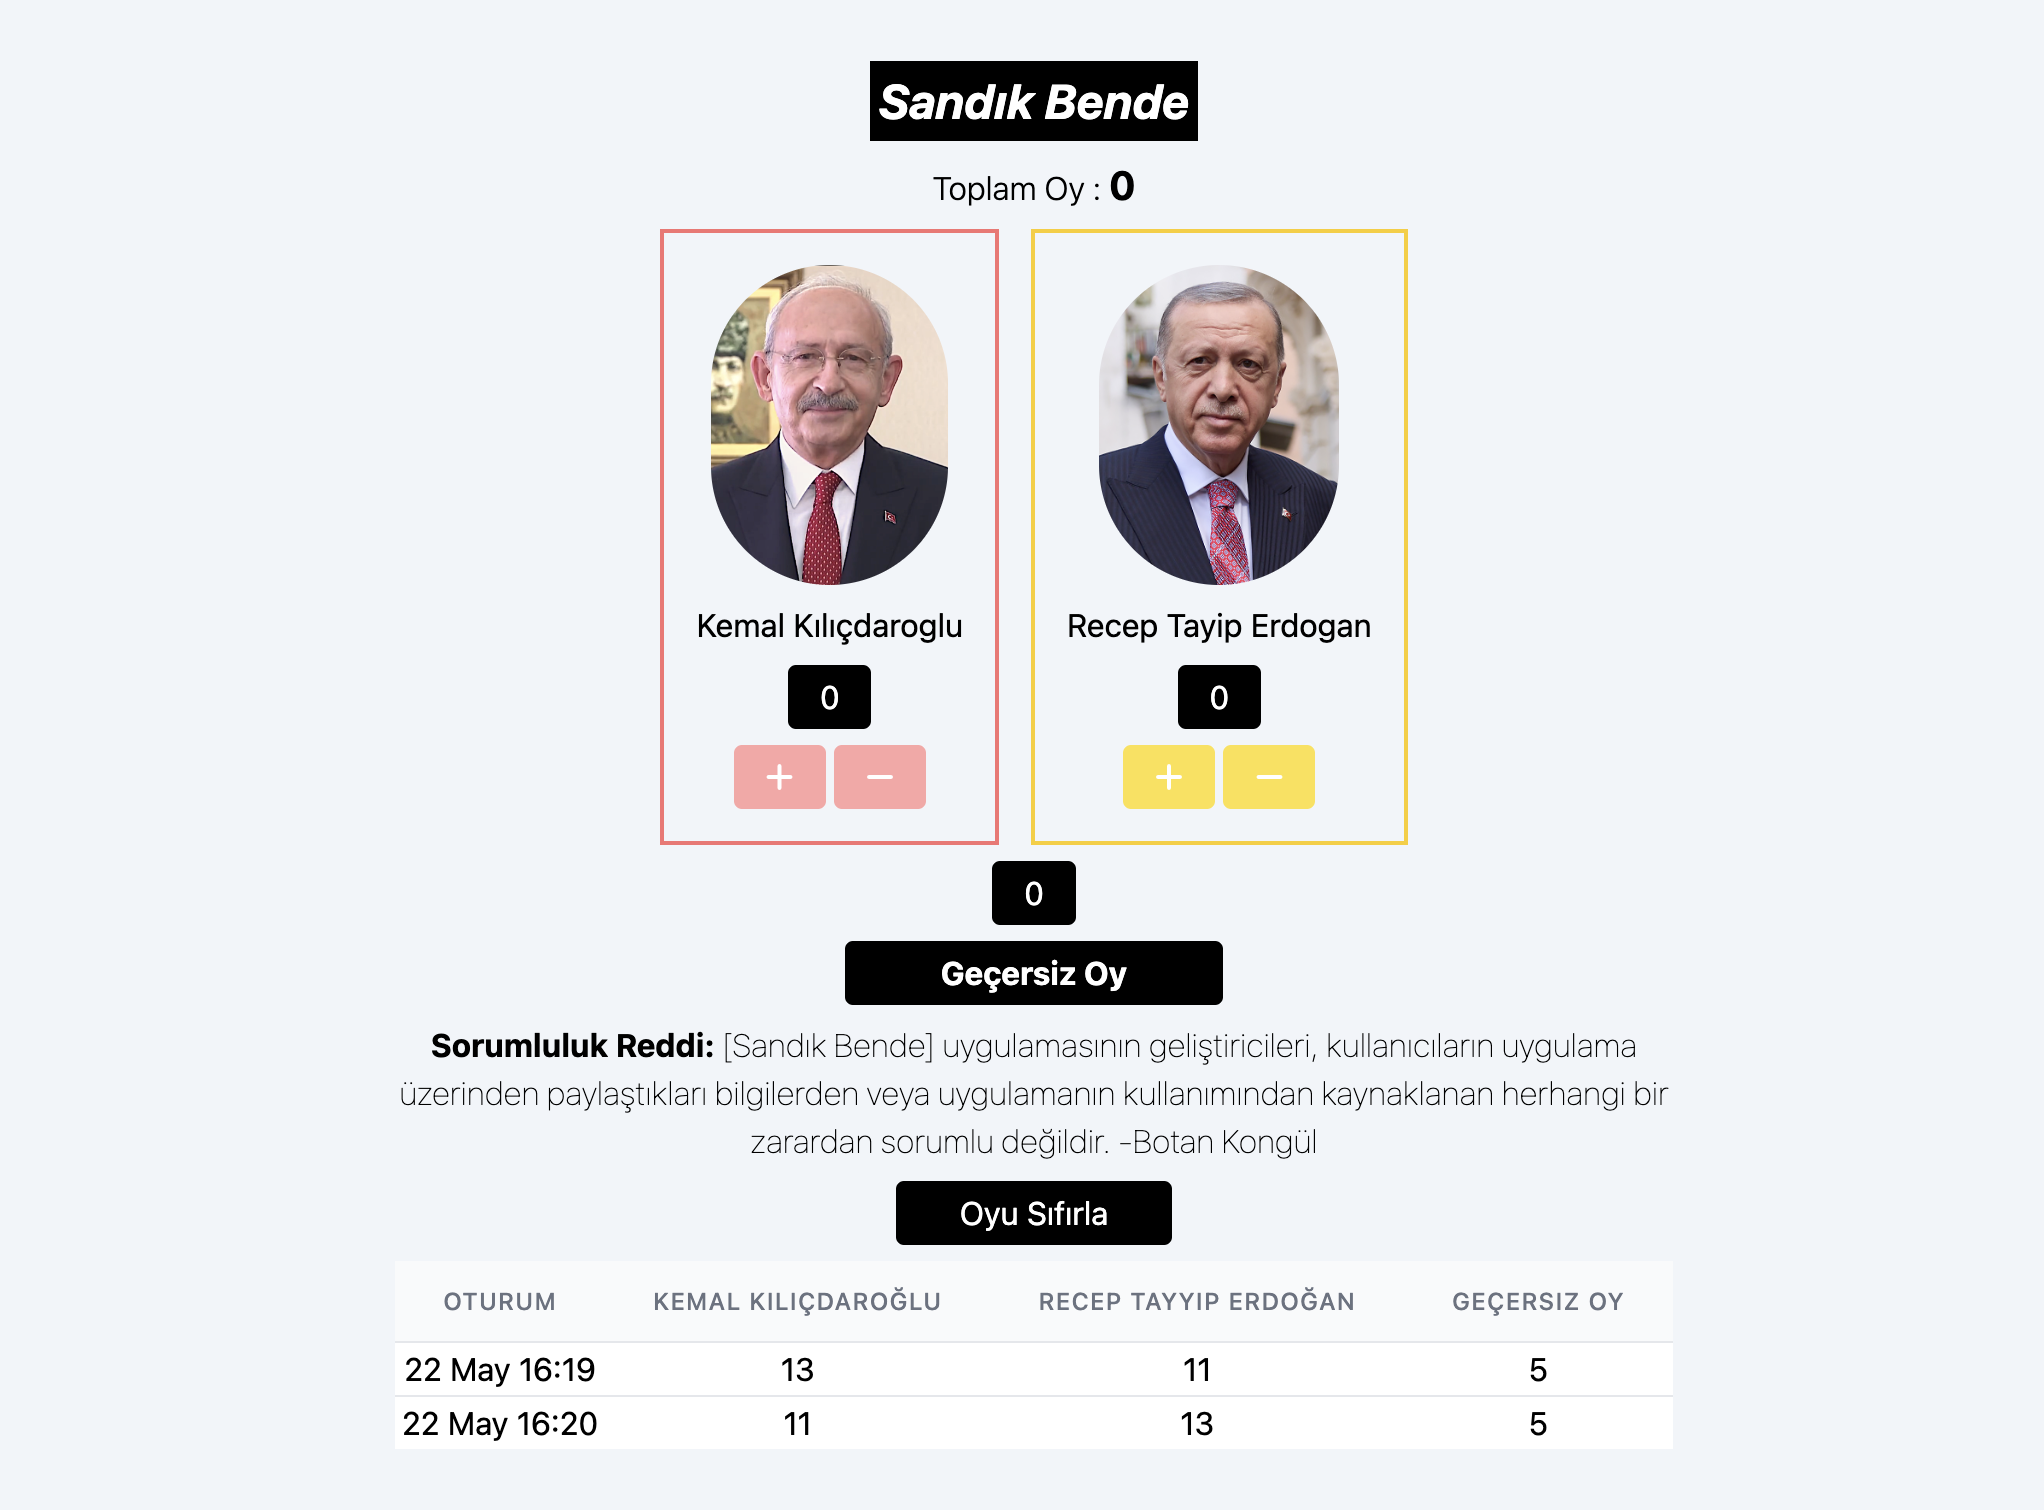 Sandık Bende
Toplam Oy : 0
Kemal Kılıçdaroglu
0
+ −
Recep Tayip Erdogan
0
+ −
0
Geçersiz Oy
Sorumluluk Reddi: [Sandık Bende] uygulamasının geliştiricileri, kullanıcıların uygulama
üzerinden paylaştıkları bilgilerden veya uygulamanın kullanımından kaynaklanan herhangi bir
zarardan sorumlu değildir. -Botan Kongül
Oyu Sıfırla
OTURUM KEMAL KILIÇDAROĞLU RECEP TAYYIP ERDOĞAN GEÇERSIZ OY
22 May 16:19 13 11 5
22 May 16:20 11 13 5